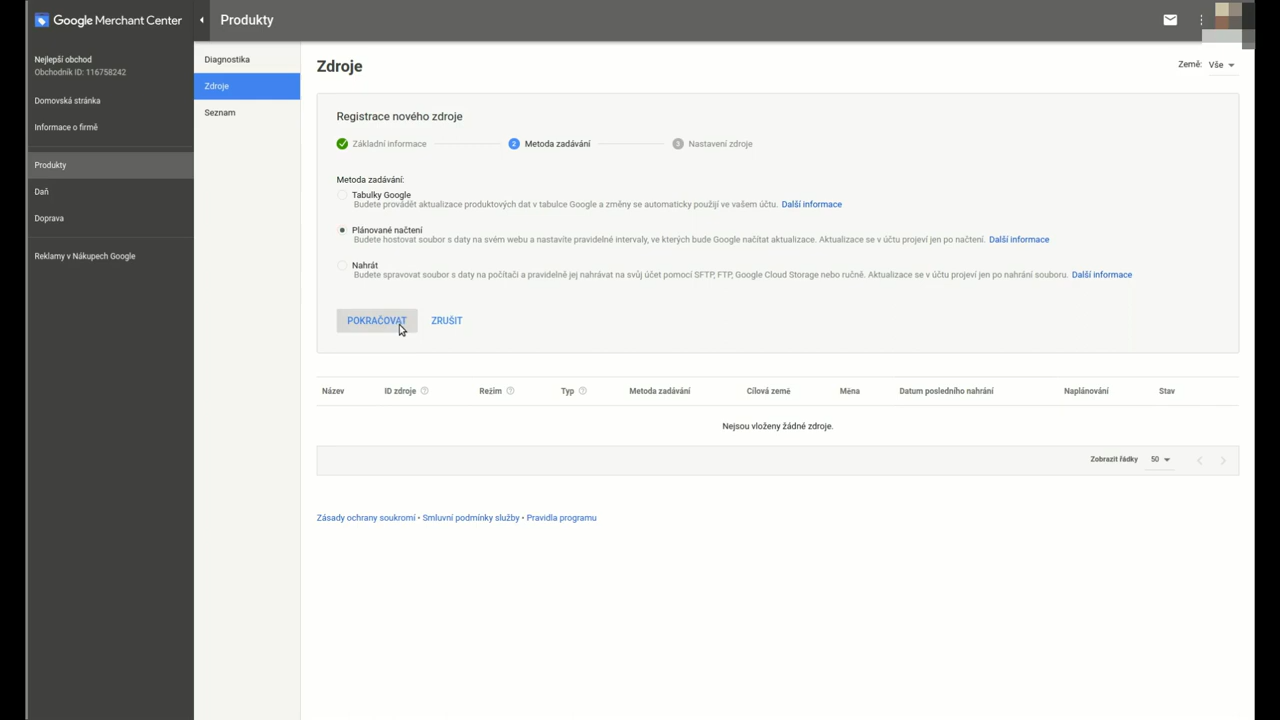 Google Merchant Center
Produkty
Nejlepší obchod
Obchodník ID: 116758242
Domovská stránka
Informace o firmě
Produkty
Daň
Doprava
Reklamy v Nákupech Google
Diagnostika
Zdroje
Seznam
Zdroje
Země: Vše
Registrace nového zdroje
Základní informace
2 Metoda zadávání
3 Nastavení zdroje
Metoda zadávání:
Tabulky Google
Budete provádět aktualizace produktových dat v tabulce Google a změny se automaticky použijí ve vašem účtu. Další informace
Plánované načtení
Budete hostovat soubor s daty na svém webu a nastavíte pravidelné intervaly, ve kterých bude Google načítat aktualizace. Aktualizace se v účtu projeví jen po načtení. Další informace
Nahrát
Budete spravovat soubor s daty na počítači a pravidelně jej nahrávat na svůj účet pomocí SFTP, FTP, Google Cloud Storage nebo ručně. Aktualizace se v účtu projeví jen po nahrání souboru. Další informace
POKRAČOVAT ZRUŠIT
Název ID zdroje ? Režim ? Typ ? Metoda zadávání Cílová země Měna Datum posledního nahrání Naplánování Stav
Nejsou vloženy žádné zdroje.
Zobrazit řádky 50
Zásady ochrany soukromí • Smluvní podmínky služby • Pravidla programu